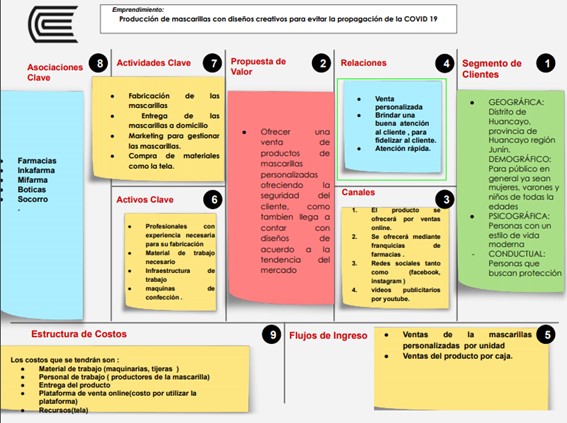 Emprendimiento:
Producción de mascarillas con diseños creativos para evitar la propagación de la COVID 19
Asociaciones
Clave
8
Farmacias
Inkafarma
Mifarma
Boticas
Socorro
.
Actividades Clave
7
Fabricación de las
mascarillas
Entrega de las
mascarillas a domicilio
Marketing para gestionar
las mascarillas.
Compra de materiales
como la tela.
Activos Clave
6
Profesionales con
experiencia necesaria
para su fabricación
Material de trabajo
necesario
Infraestructura de
trabajo
maquinas de
confección .
Propuesta de
Valor
2
Ofrecer una
venta de
productos de
mascarillas
personalizadas
ofreciendo la
seguridad del
cliente, como
tambien llega a
contar con
diseños de
acuerdo a la
tendencia del
mercado
Relaciones
4
Venta
personalizada
Brindar una
buena atención
al cliente , para
fidelizar al cliente.
Atención rápida.
Canales
3
1. El producto se
ofrecerá por ventas
online.
2. Se ofrecerá mediante
franquicias de
farmacias .
3. Redes sociales tanto
como (facebook,
instagram )
4. videos publicitarios
por youtube.
Segmento de
Clientes
1
GEOGRÁFICA:
Distrito de
Huancayo,
provincia de
Huancayo región
Junín.
DEMOGRÁFICO:
Para público en
general ya sean
mujeres, varones y
niños de todas la
edades
PSICOGRÁFICA:
Personas con un
estilo de vida
moderna
- CONDUCTUAL:
Personas que
buscan protección
Estructura de Costos
9
Los costos que se tendrán son :
Material de trabajo (maquinarias, tijeras )
Personal de trabajo ( productores de la mascarilla)
Entrega del producto
Plataforma de venta online(costo por utilizar la
plataforma)
Recursos(tela)
Flujos de Ingreso
5
Ventas de la mascarillas
personalizadas por unidad
Ventas del producto por caja.